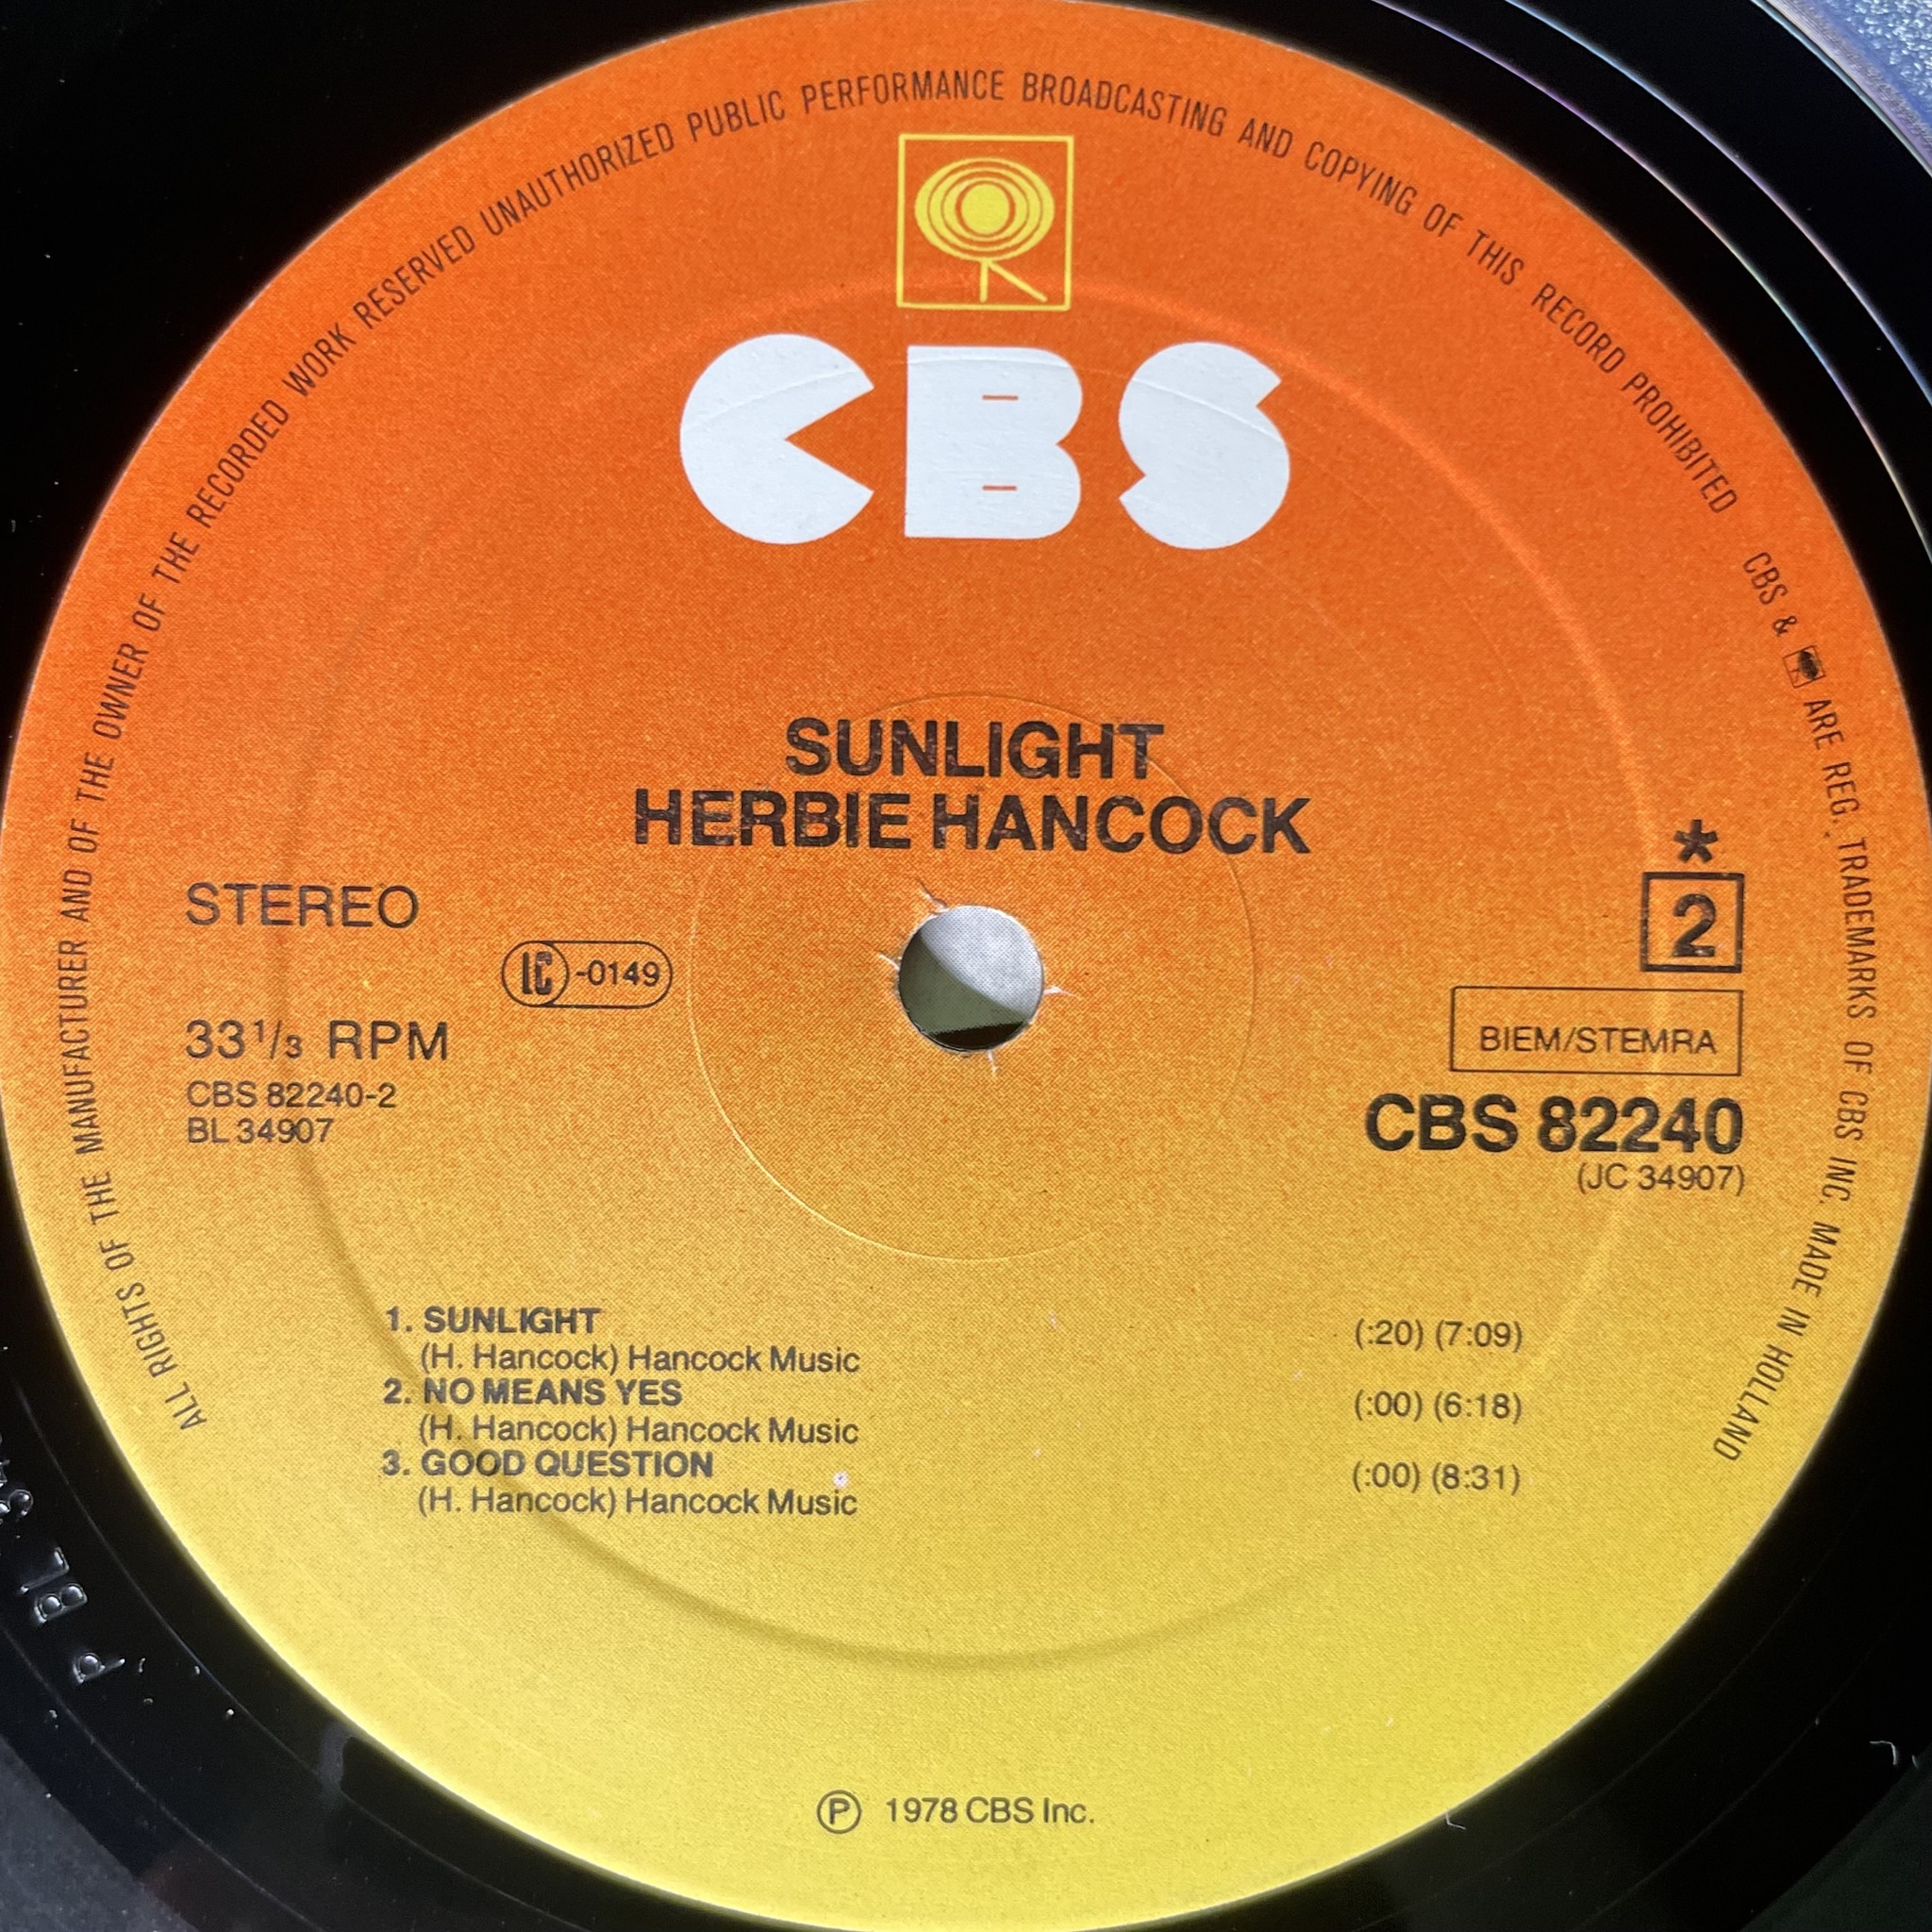 ALL RIGHTS OF THE MANUFACTURER AND OF THE OWNER OF THE RECORDED WORK RESERVED UNAUTHORIZED PUBLIC PERFORMANCE BROADCASTING AND COPYING OF THIS RECORD PROHIBITED CBS & ARE REG. TRADEMARKS OF CBS INC. MADE IN HOLLAND
CBS
SUNLIGHT
HERBIE HANCOCK
STEREO
LC-0149
33 1/3 RPM
CBS 82240-2
BL 34907
*
2
BIEM/STEMRA
CBS 82240
(JC 34907)
1. SUNLIGHT (:20) (7:09)
(H. Hancock) Hancock Music
2. NO MEANS YES (:00) (6:18)
(H. Hancock) Hancock Music
3. GOOD QUESTION (:00) (8:31)
(H. Hancock) Hancock Music
Ⓟ 1978 CBS Inc.
P BL